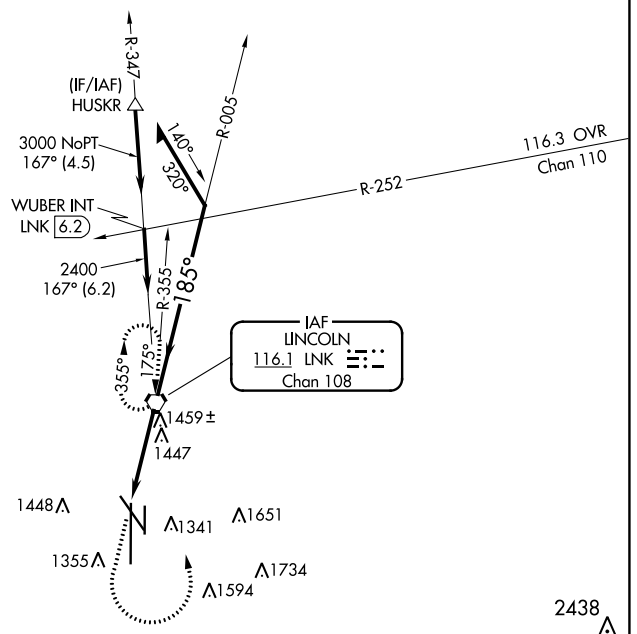 R-347
(IF/IAF)
HUSKR
R-005
3000 NoPT
167° (4.5)
140°
320°
116.3 OVR
Chan 110
R-252
WUBER INT
LNK 6.2
2400
167° (6.2)
R-355
185°
355°
175°
IAF
LINCOLN
116.1 LNK
Chan 108
1459±
1447
1448
1341
1651
1355
1594
1734
2438